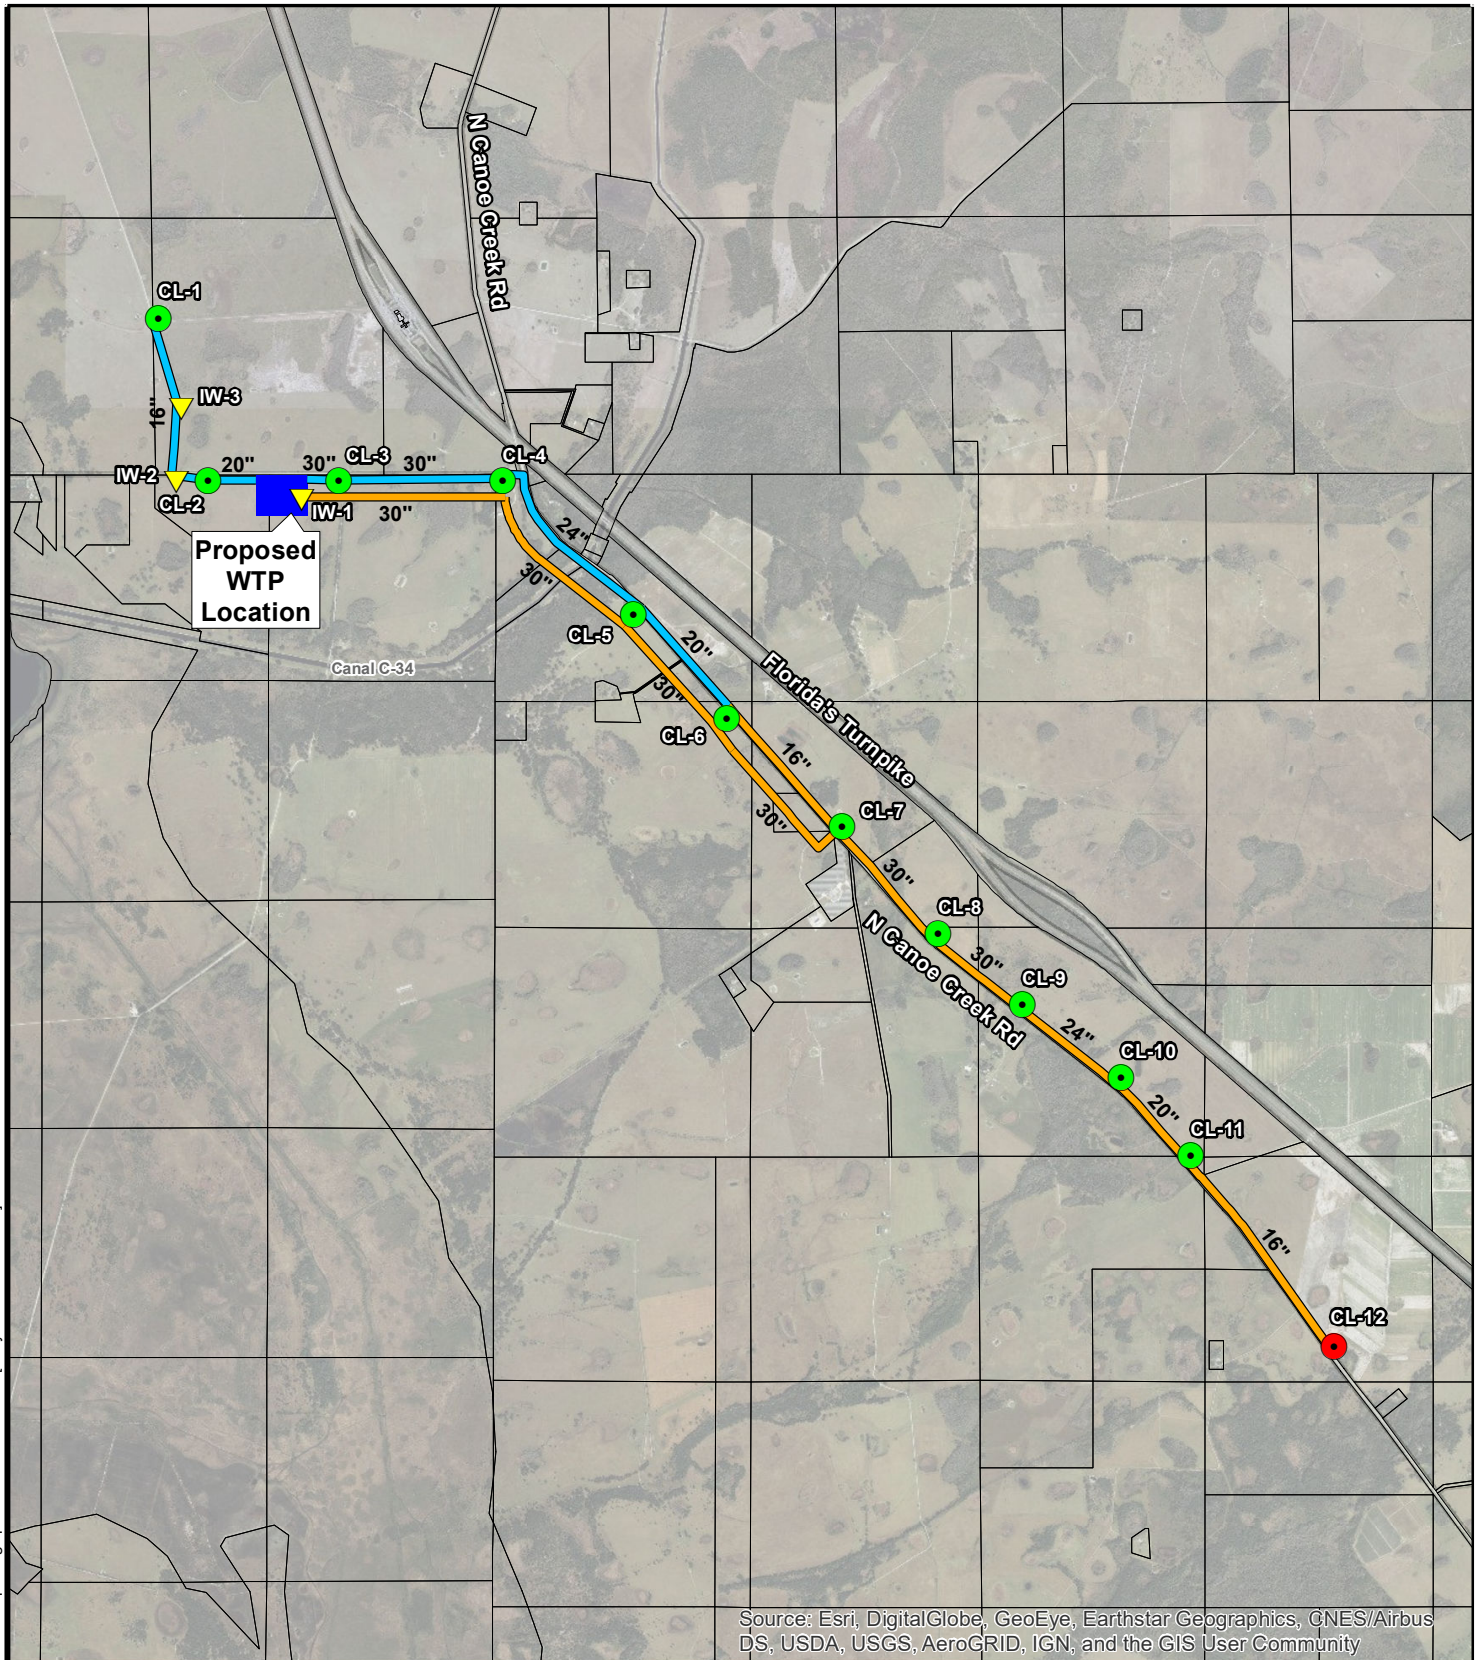 N Canoe Creek Rd
CL-1
IW-3
16"
IW-2
20"
30"
CL-3
30"
CL-4
CL-2
IW-1
30"
Proposed
WTP
Location
24"
30"
CL-5
20"
Canal C-34
30"
Florida's Turnpike
CL-6
16"
30"
CL-7
30"
CL-8
N Canoe Creek Rd
30"
CL-9
24"
CL-10
20"
CL-11
16"
CL-12
Source: Esri, DigitalGlobe, GeoEye, Earthstar Geographics, CNES/Airbus
DS, USDA, USGS, AeroGRID, IGN, and the GIS User Community